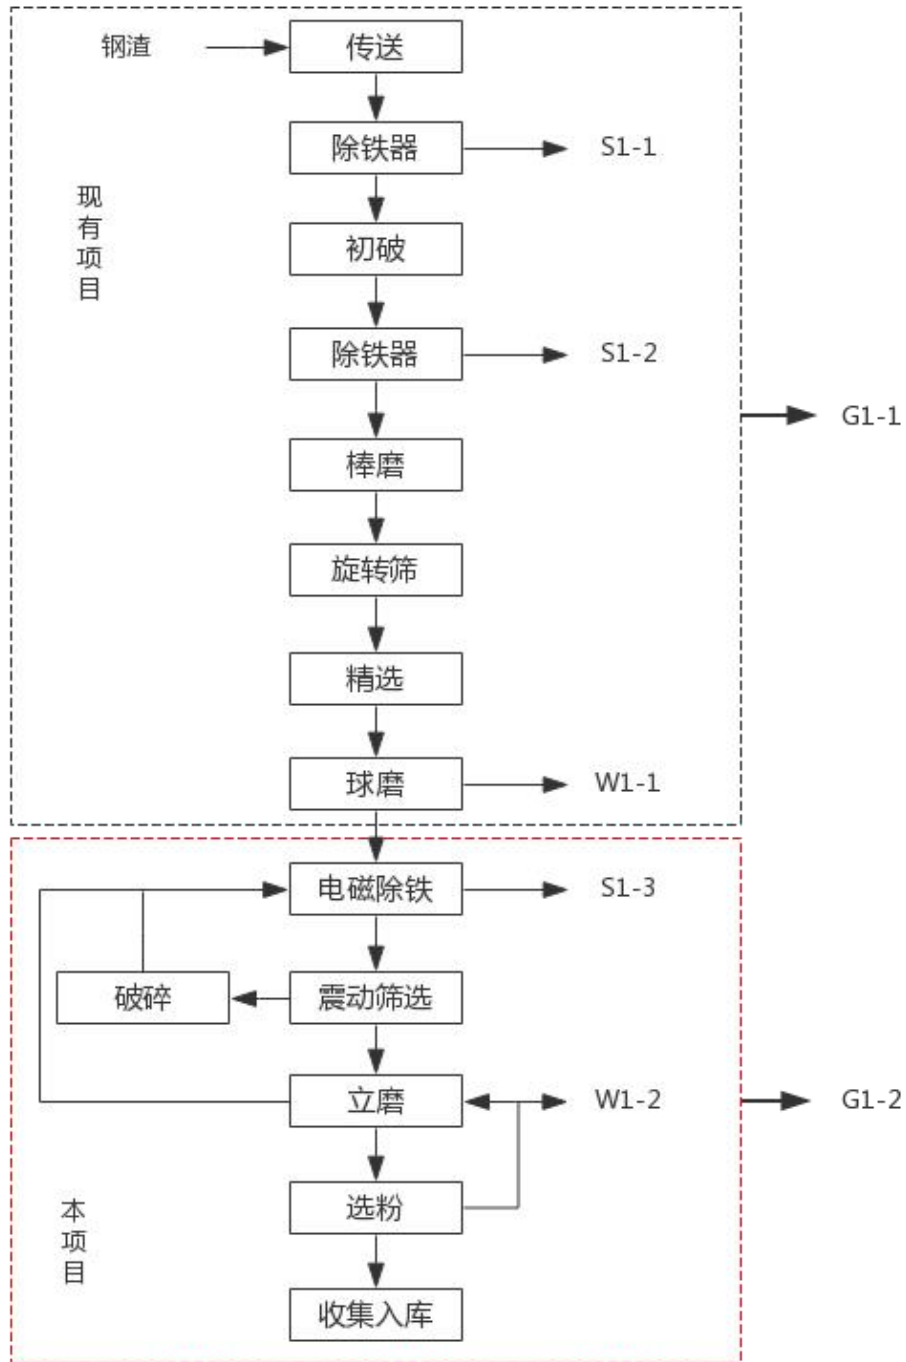 钢渣
传送
除铁器
S1-1
现有项目
初破
除铁器
S1-2
G1-1
棒磨
旋转筛
精选
球磨
W1-1
电磁除铁
S1-3
破碎
震动筛选
立磨
W1-2
G1-2
选粉
本项目
收集入库